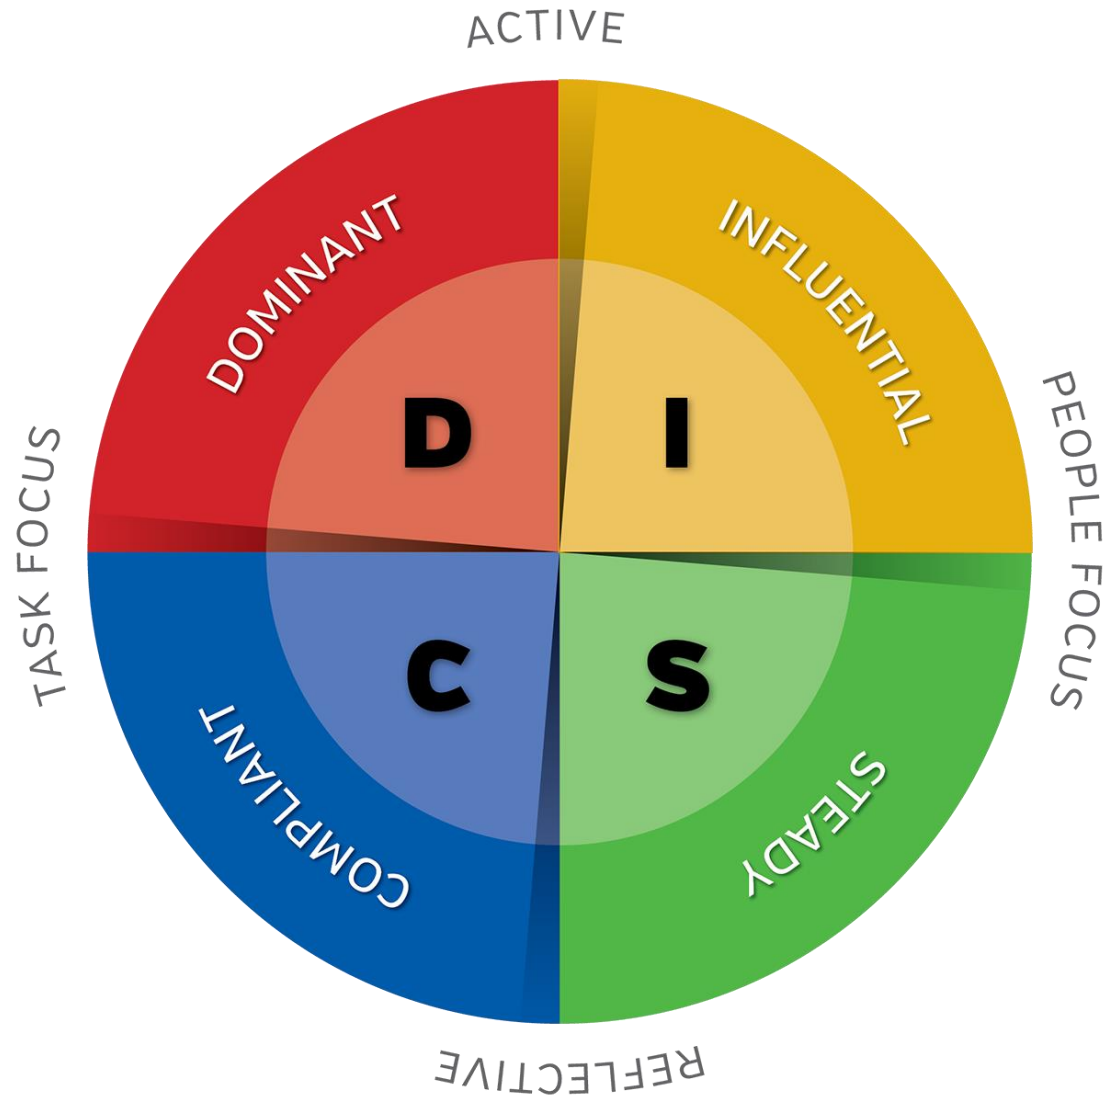 ACTIVE
DOMINANT
INFLUENTIAL
D
I
TASK FOCUS
PEOPLE FOCUS
C
S
COMPLIANT
STEADY
REFLECTIVE